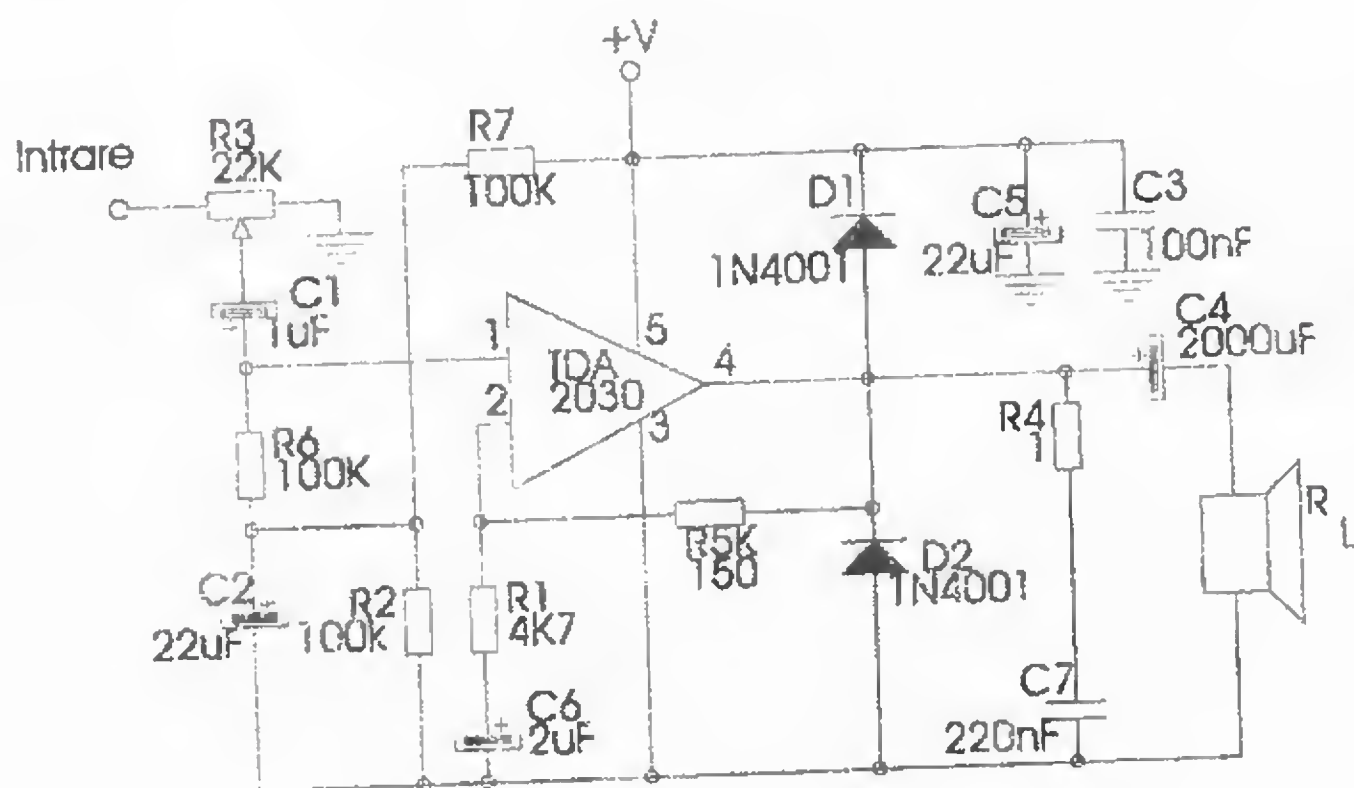 +V
Intrare
R3
22K
R7
100K
D1
1N4001
C5
+
22uF
C3
100nF
C1
1uF
C4
+
2000uF
1
2
TDA
2030
5
4
3
R4
1
R6
100K
R5K
150
D2
1N4001
R
L
C2
+
22uF
R2
100K
R1
4K7
C6
+
2uF
C7
220nF